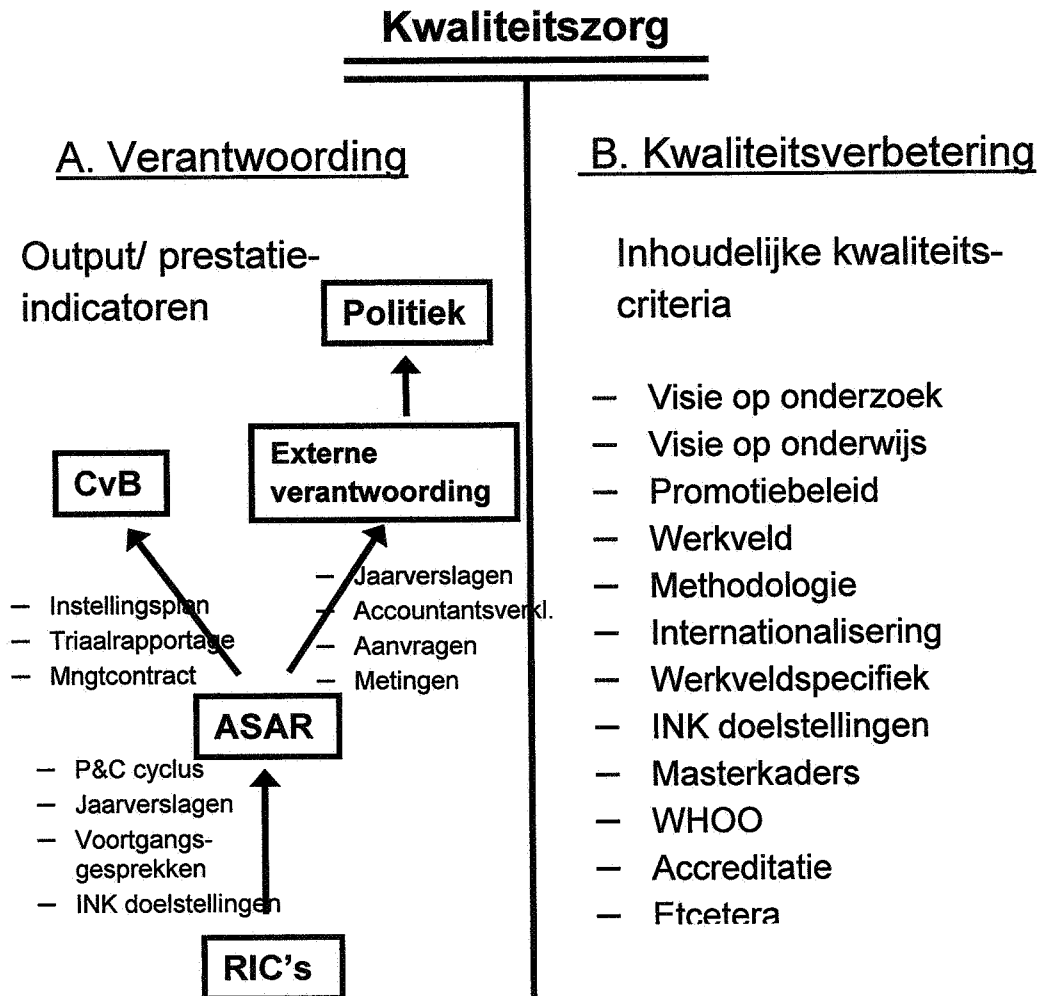 Kwaliteitszorg
A. Verantwoording
Output/ prestatie-
indicatoren
Politiek
Externe
verantwoording
CvB
– Jaarverslagen
– Accountantsverkl.
– Aanvragen
– Metingen
– Instellingsplan
– Triaalrapportage
– Mngtcontract
ASAR
– P&C cyclus
– Jaarverslagen
– Voortgangs-
gesprekken
– INK doelstellingen
RIC's
B. Kwaliteitsverbetering
Inhoudelijke kwaliteits-
criteria
– Visie op onderzoek
– Visie op onderwijs
– Promotiebeleid
– Werkveld
– Methodologie
– Internationalisering
– Werkveldspecifiek
– INK doelstellingen
– Masterkaders
– WHOO
– Accreditatie
– Etcetera